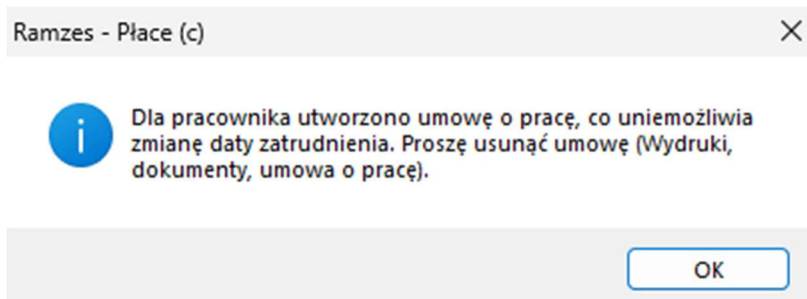 Ramzes - Płace (c)
Dla pracownika utworzono umowę o pracę, co uniemożliwia
zmianę daty zatrudnienia. Proszę usunąć umowę (Wydruki,
dokumenty, umowa o pracę).
OK